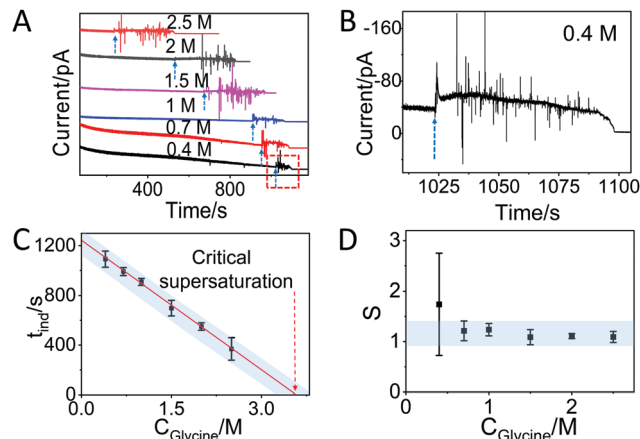 A
Current/pA
2.5 M
2 M
1.5 M
1 M
0.7 M
0.4 M
400
800
Time/s
B
Current/pA
-160
-80
0
0.4 M
1025
1050
1075
1100
Time/s
C
t_ind/s
1200
800
400
0
Critical
supersaturation
0.0
1.5
3.0
C_Glycine/M
D
S
3
2
1
0
0
1
2
C_Glycine/M